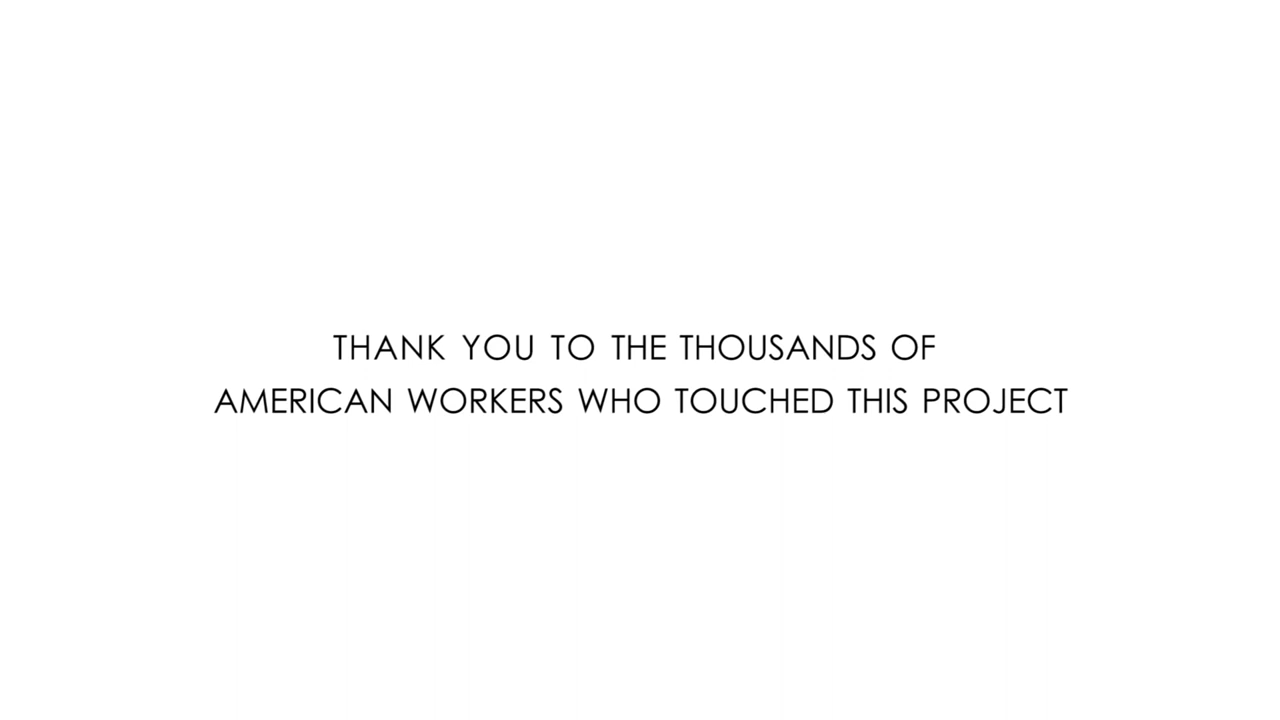 THANK YOU TO THE THOUSANDS OF
AMERICAN WORKERS WHO TOUCHED THIS PROJECT